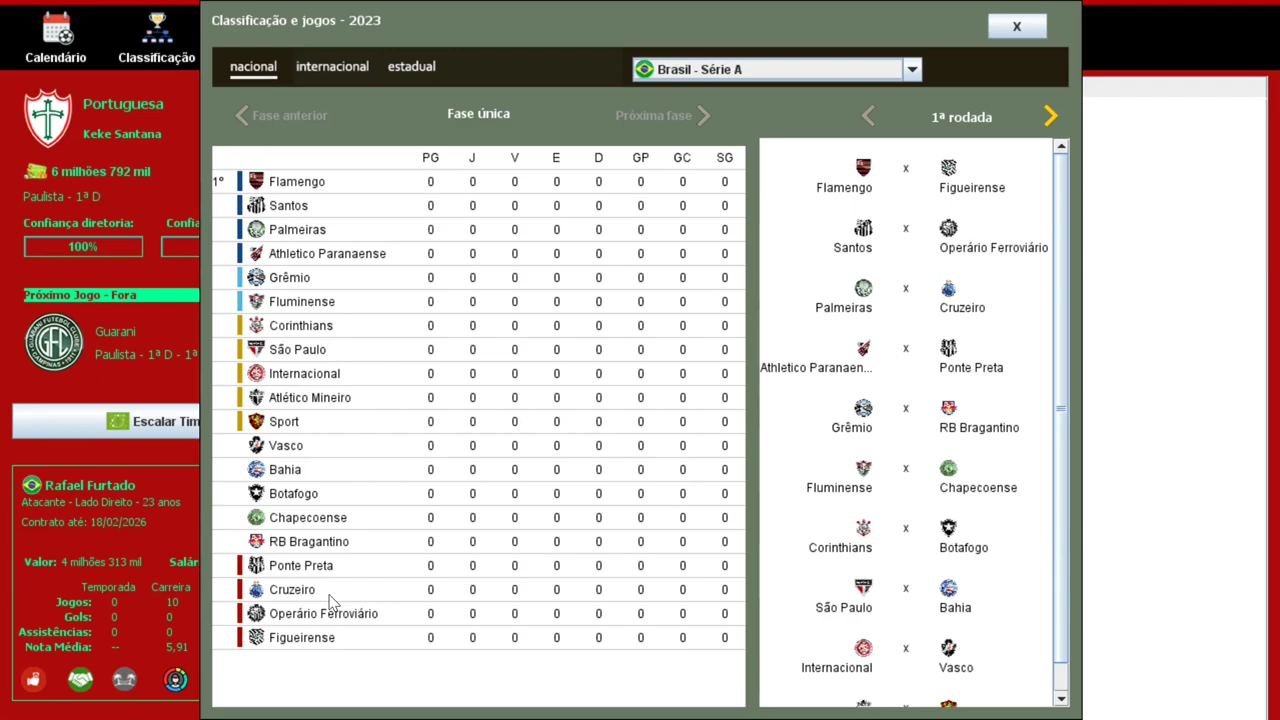 Calendário
Classificação
Portuguesa
Keke Santana
6 milhões 792 mil
Paulista - 1ª D
Confiança diretoria: Confia
100%
Próximo Jogo - Fora
Guarani
Paulista - 1ª D - 1ª
Escalar Tim
Rafael Furtado
Atacante - Lado Direito - 23 anos
Contrato até: 18/02/2026
Valor: 4 milhões 313 mil Salár
Temporada Carreira
Jogos: 0 10
Gols: 0 0
Assistências: 0 0
Nota Média: -- 5,91
Classificação e jogos - 2023
X
nacional internacional estadual
Brasil - Série A
Fase anterior Fase única Próxima fase
PG J V E D GP GC SG
1º Flamengo 0 0 0 0 0 0 0 0
Santos 0 0 0 0 0 0 0 0
Palmeiras 0 0 0 0 0 0 0 0
Athletico Paranaense 0 0 0 0 0 0 0 0
Grêmio 0 0 0 0 0 0 0 0
Fluminense 0 0 0 0 0 0 0 0
Corinthians 0 0 0 0 0 0 0 0
São Paulo 0 0 0 0 0 0 0 0
Internacional 0 0 0 0 0 0 0 0
Atlético Mineiro 0 0 0 0 0 0 0 0
Sport 0 0 0 0 0 0 0 0
Vasco 0 0 0 0 0 0 0 0
Bahia 0 0 0 0 0 0 0 0
Botafogo 0 0 0 0 0 0 0 0
Chapecoense 0 0 0 0 0 0 0 0
RB Bragantino 0 0 0 0 0 0 0 0
Ponte Preta 0 0 0 0 0 0 0 0
Cruzeiro 0 0 0 0 0 0 0 0
Operário Ferroviário 0 0 0 0 0 0 0 0
Figueirense 0 0 0 0 0 0 0 0
1ª rodada
x
Flamengo Figueirense
x
Santos Operário Ferroviário
x
Palmeiras Cruzeiro
x
Athletico Paranaen... Ponte Preta
x
Grêmio RB Bragantino
x
Fluminense Chapecoense
x
Corinthians Botafogo
x
São Paulo Bahia
x
Internacional Vasco
x